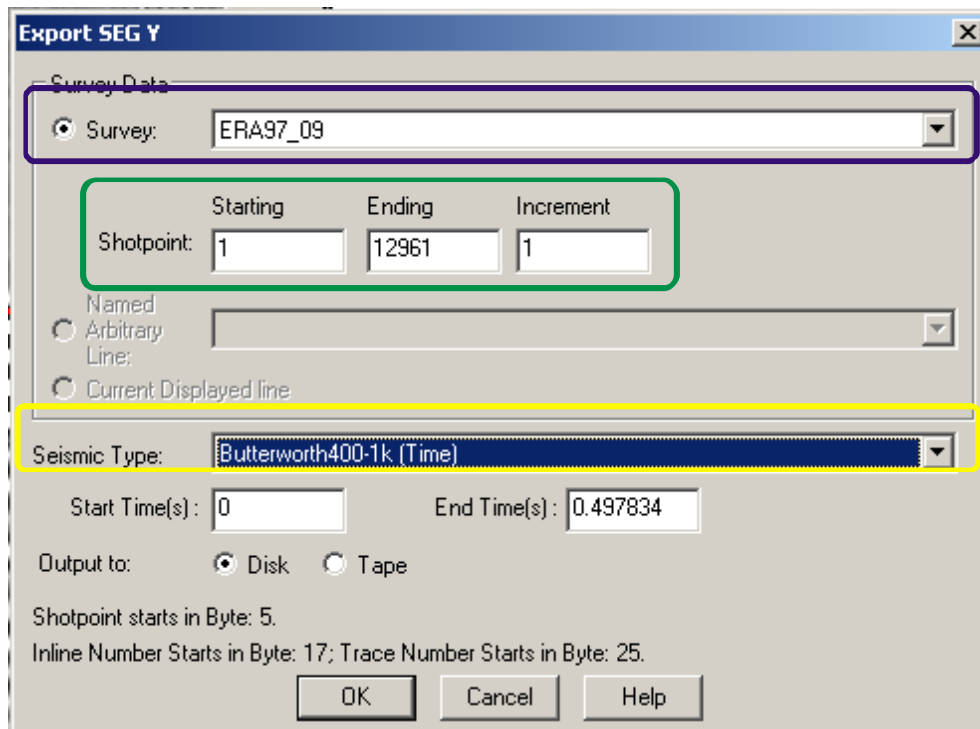 Export SEG Y
Survey Data
Survey: ERA97_09
Starting Ending Increment
Shotpoint: 1 12961 1
Named
Arbitrary
Line:
Current Displayed line
Seismic Type: Butterworth400-1k (Time)
Start Time(s) : 0 End Time(s) : 0.497834
Output to: Disk Tape
Shotpoint starts in Byte: 5.
Inline Number Starts in Byte: 17; Trace Number Starts in Byte: 25.
OK Cancel Help